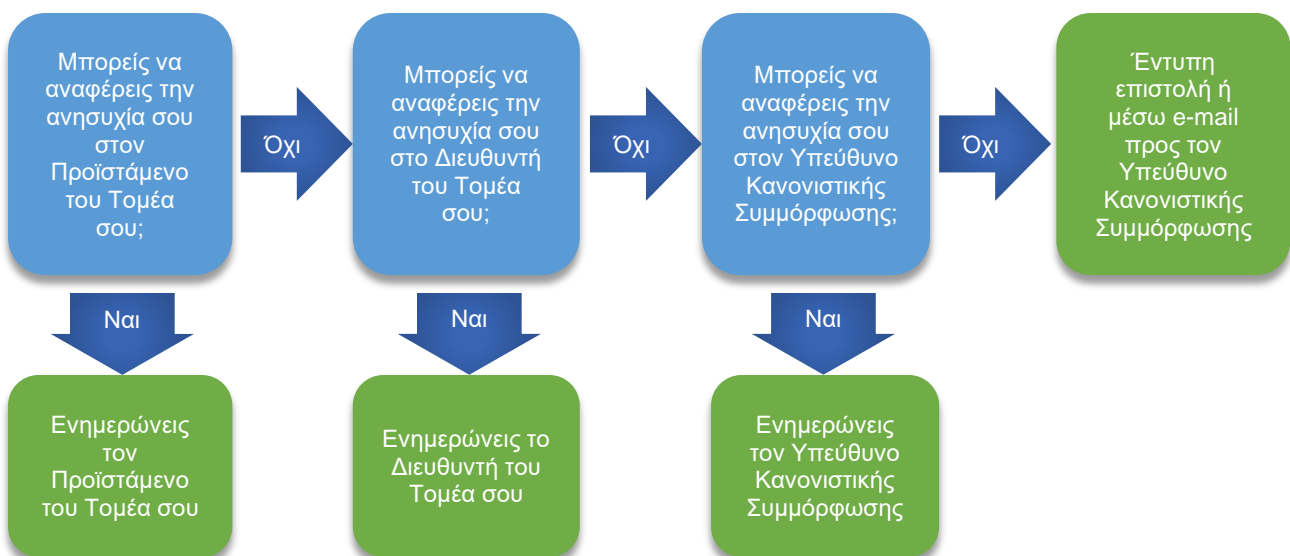 Μπορείς να
αναφέρεις την
ανησυχία σου
στον
Προϊστάμενο
του Τομέα
σου;
Όχι
Μπορείς να
αναφέρεις την
ανησυχία σου
στο Διευθυντή
του Τομέα
σου;
Όχι
Μπορείς να
αναφέρεις την
ανησυχία σου
στον Υπεύθυνο
Κανονιστικής
Συμμόρφωσης;
Όχι
Έντυπη
επιστολή ή
μέσω e-mail
προς τον
Υπεύθυνο
Κανονιστικής
Συμμόρφωσης
Ναι
Ναι
Ναι
Ενημερώνεις
τον
Προϊστάμενο
του Τομέα σου
Ενημερώνεις το
Διευθυντή του
Τομέα σου
Ενημερώνεις
τον Υπεύθυνο
Κανονιστικής
Συμμόρφωσης